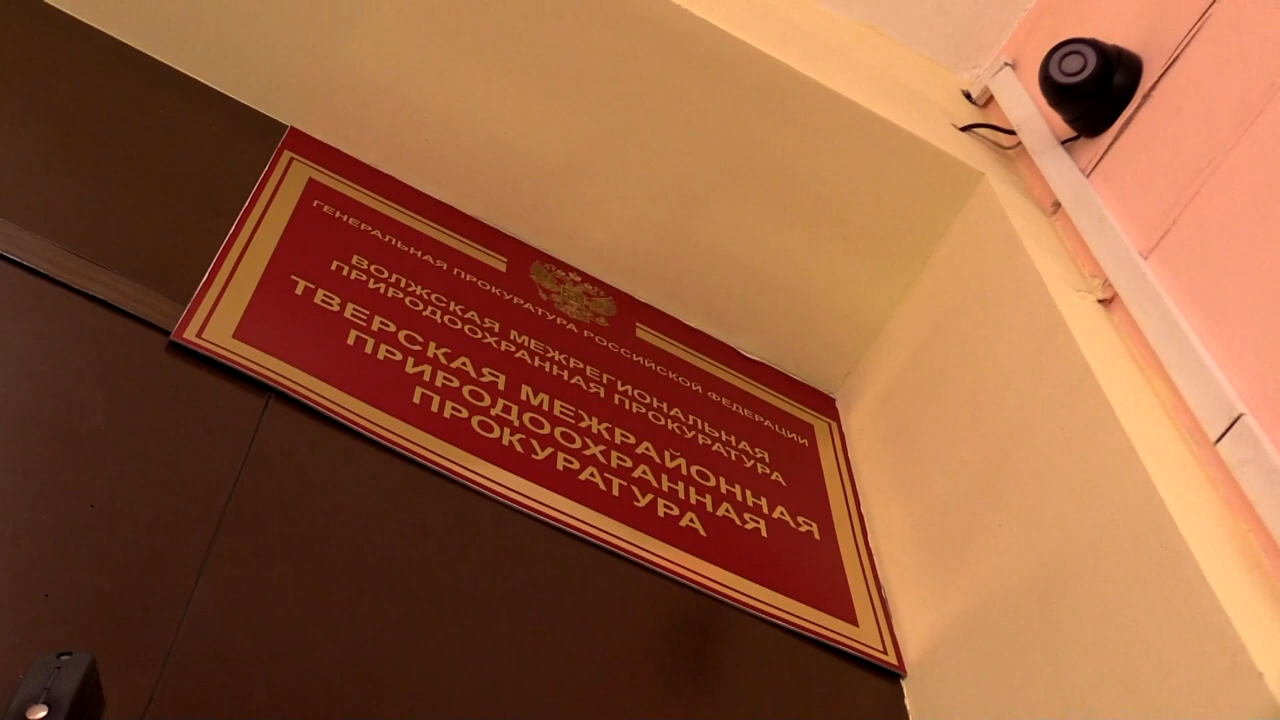 ГЕНЕРАЛЬНАЯ ПРОКУРАТУРА РОССИЙСКОЙ ФЕДЕРАЦИИ
ВОЛЖСКАЯ МЕЖРЕГИОНАЛЬНАЯ
ПРИРОДООХРАННАЯ ПРОКУРАТУРА
ТВЕРСКАЯ МЕЖРАЙОННАЯ
ПРИРОДООХРАННАЯ
ПРОКУРАТУРА